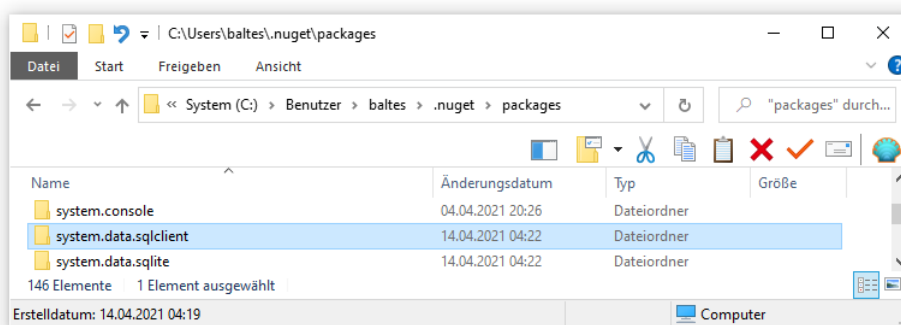 C:\Users\baltes\.nuget\packages
Datei Start Freigeben Ansicht ?
« System (C:) > Benutzer > baltes > .nuget > packages "packages" durch...
Name Änderungsdatum Typ Größe
system.console 04.04.2021 20:26 Dateiordner
system.data.sqlclient 14.04.2021 04:22 Dateiordner
system.data.sqlite 14.04.2021 04:22 Dateiordner
146 Elemente 1 Element ausgewählt
Erstelldatum: 14.04.2021 04:19 Computer